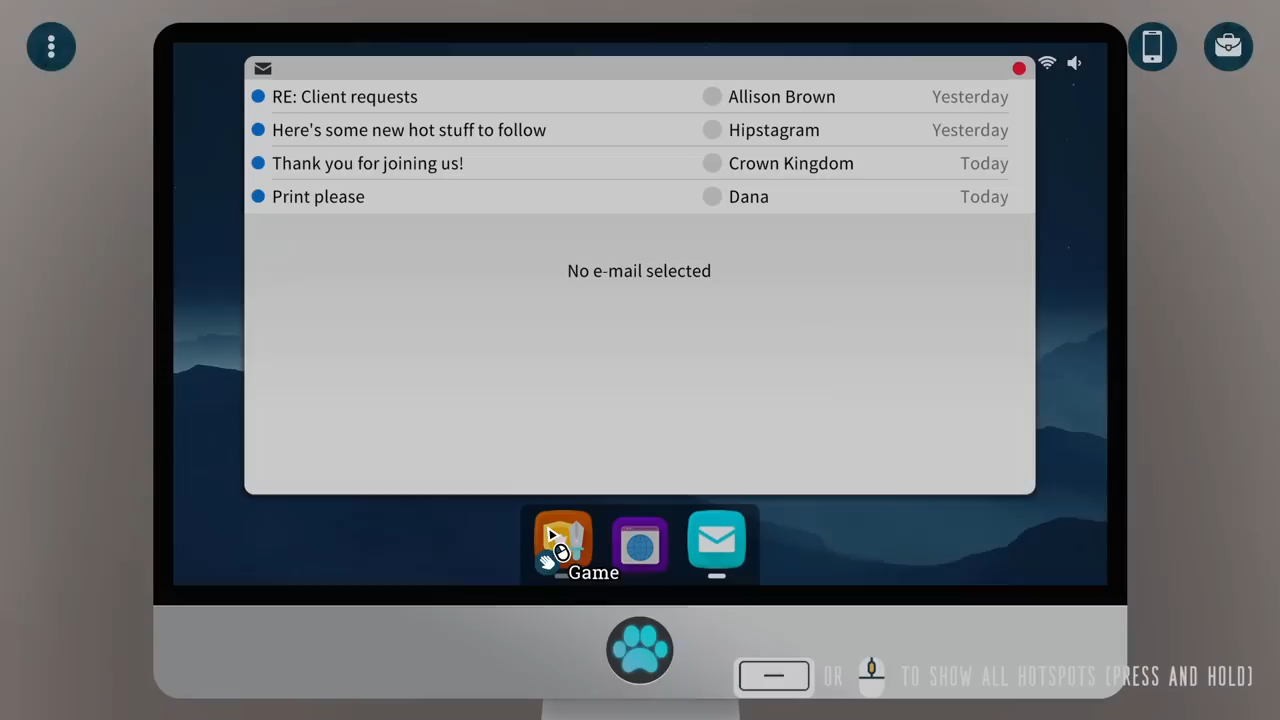 RE: Client requests Allison Brown Yesterday
Here's some new hot stuff to follow Hipstagram Yesterday
Thank you for joining us! Crown Kingdom Today
Print please Dana Today
No e-mail selected
Game
OR TO SHOW ALL HOTSPOTS (PRESS AND HOLD)